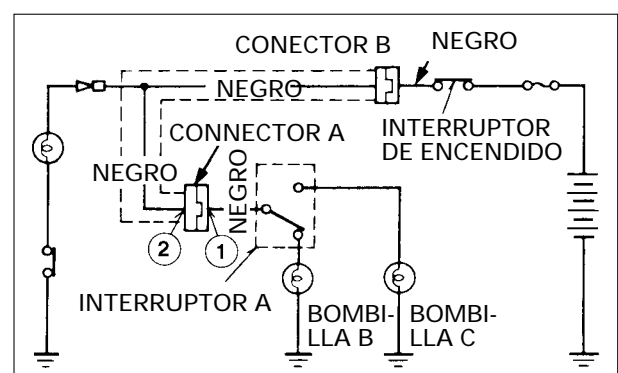 CONECTOR B
NEGRO
NEGRO
INTERRUPTOR
DE ENCENDIDO
CONNECTOR A
NEGRO
NEGRO
2
1
INTERRUPTOR A
BOMBI-
LLA B
BOMBI-
LLA C